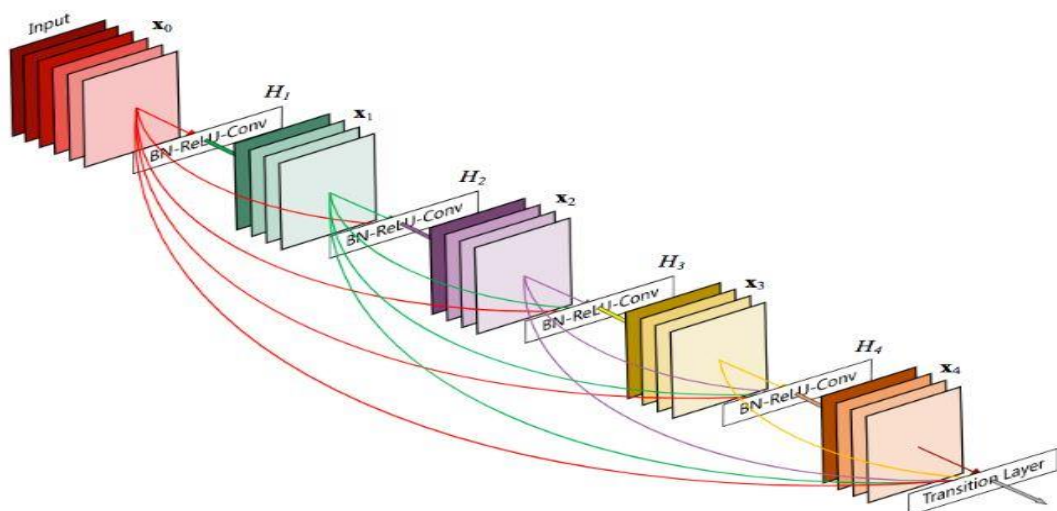 Input
x0
H1
BN-ReLU-Conv
x1
H2
BN-ReLU-Conv
x2
H3
BN-ReLU-Conv
x3
H4
BN-ReLU-Conv
x4
Transition Layer